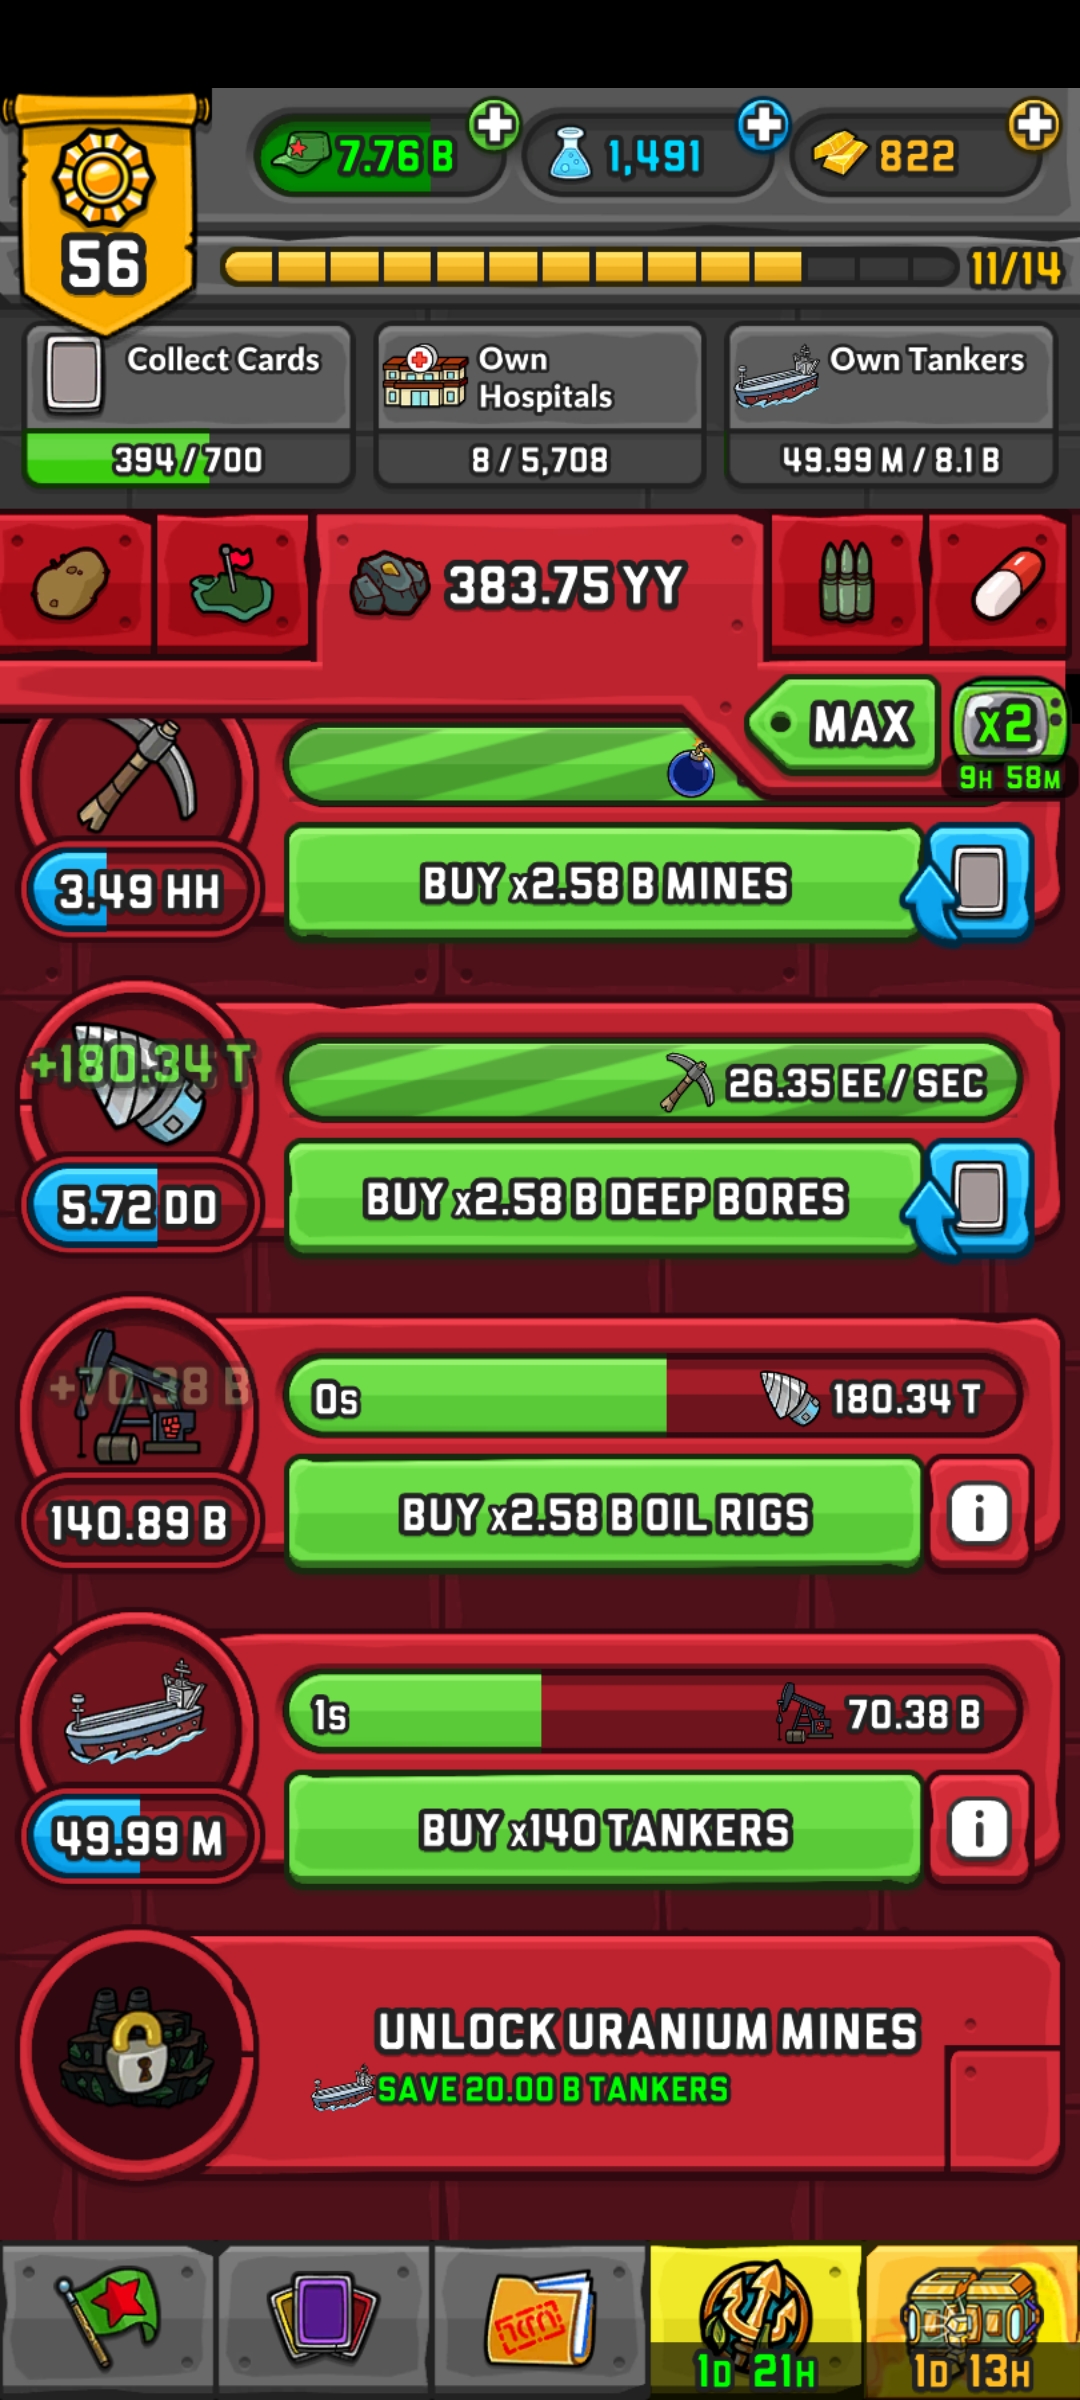 56
7.76 B
1,491
822
11/14
Collect Cards
394 / 700
Own
Hospitals
8 / 5,708
Own Tankers
49.99 M / 8.1 B
383.75 YY
MAX
x2
9H 58M
3.49 HH
BUY x2.58 B MINES
+180.34 T
26.35 EE / SEC
5.72 DD
BUY x2.58 B DEEP BORES
+70.38 B
0s
180.34 T
140.89 B
BUY x2.58 B OIL RIGS
i
1s
70.38 B
49.99 M
BUY x140 TANKERS
i
UNLOCK URANIUM MINES
SAVE 20.00 B TANKERS
1D 21H
1D 13H